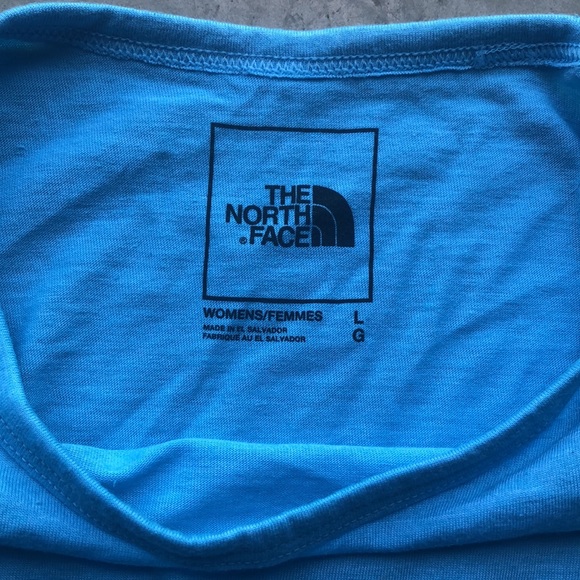 THE
NORTH
®FACE
WOMENS/FEMMES L
MADE IN EL SALVADOR G
FABRIQUE AU EL SALVADOR